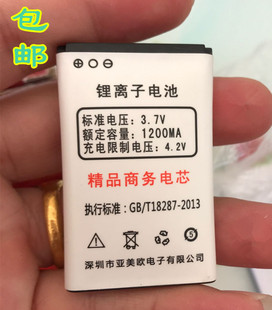 包
邮
锂离子电池
标准电压：3.7V
额定容量：1200MA
充电限制电压：4.2V
精品商务电芯
执行标准：GB/T18287-2013
5
深圳市亚美欧电子有限公司